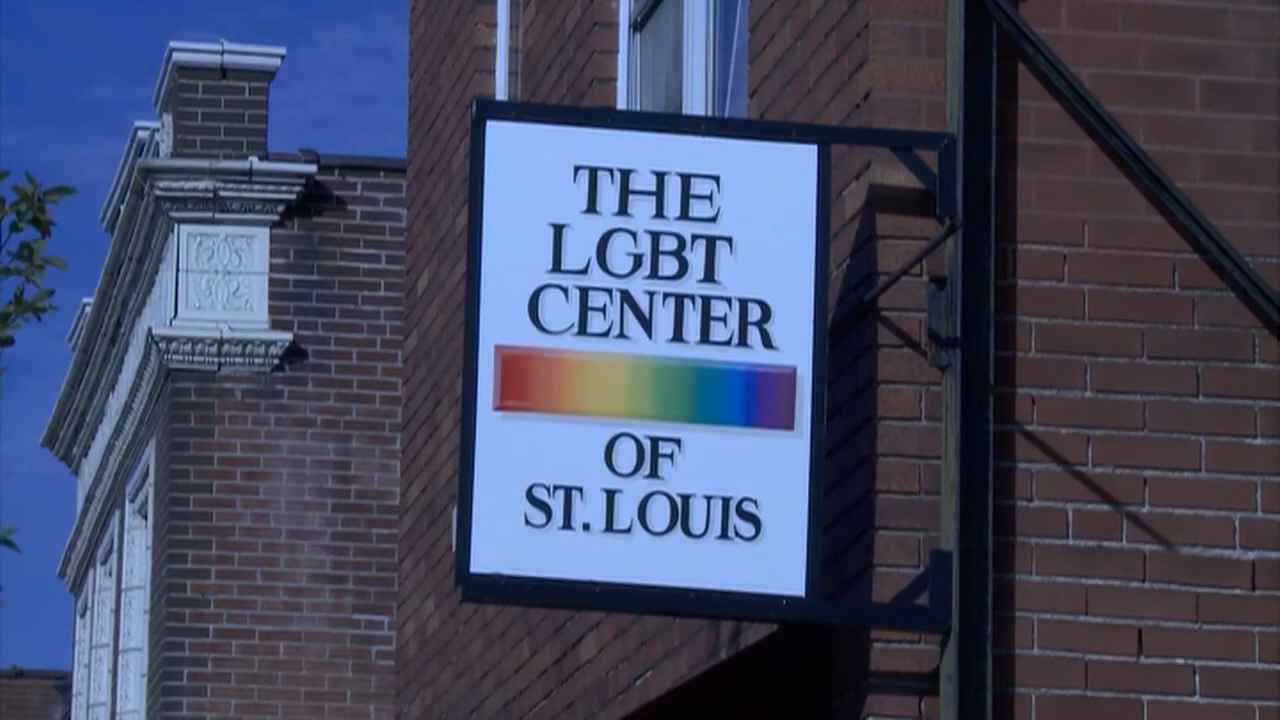 THE
LGBT
CENTER
OF
ST. LOUIS